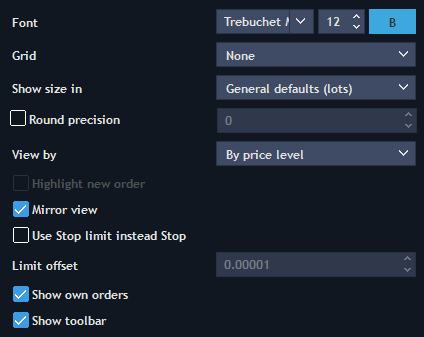 Font Trebuchet M 12 B
Grid None
Show size in General defaults (lots)
Round precision 0
View by By price level
Highlight new order
Mirror view
Use Stop limit instead Stop
Limit offset 0.00001
Show own orders
Show toolbar